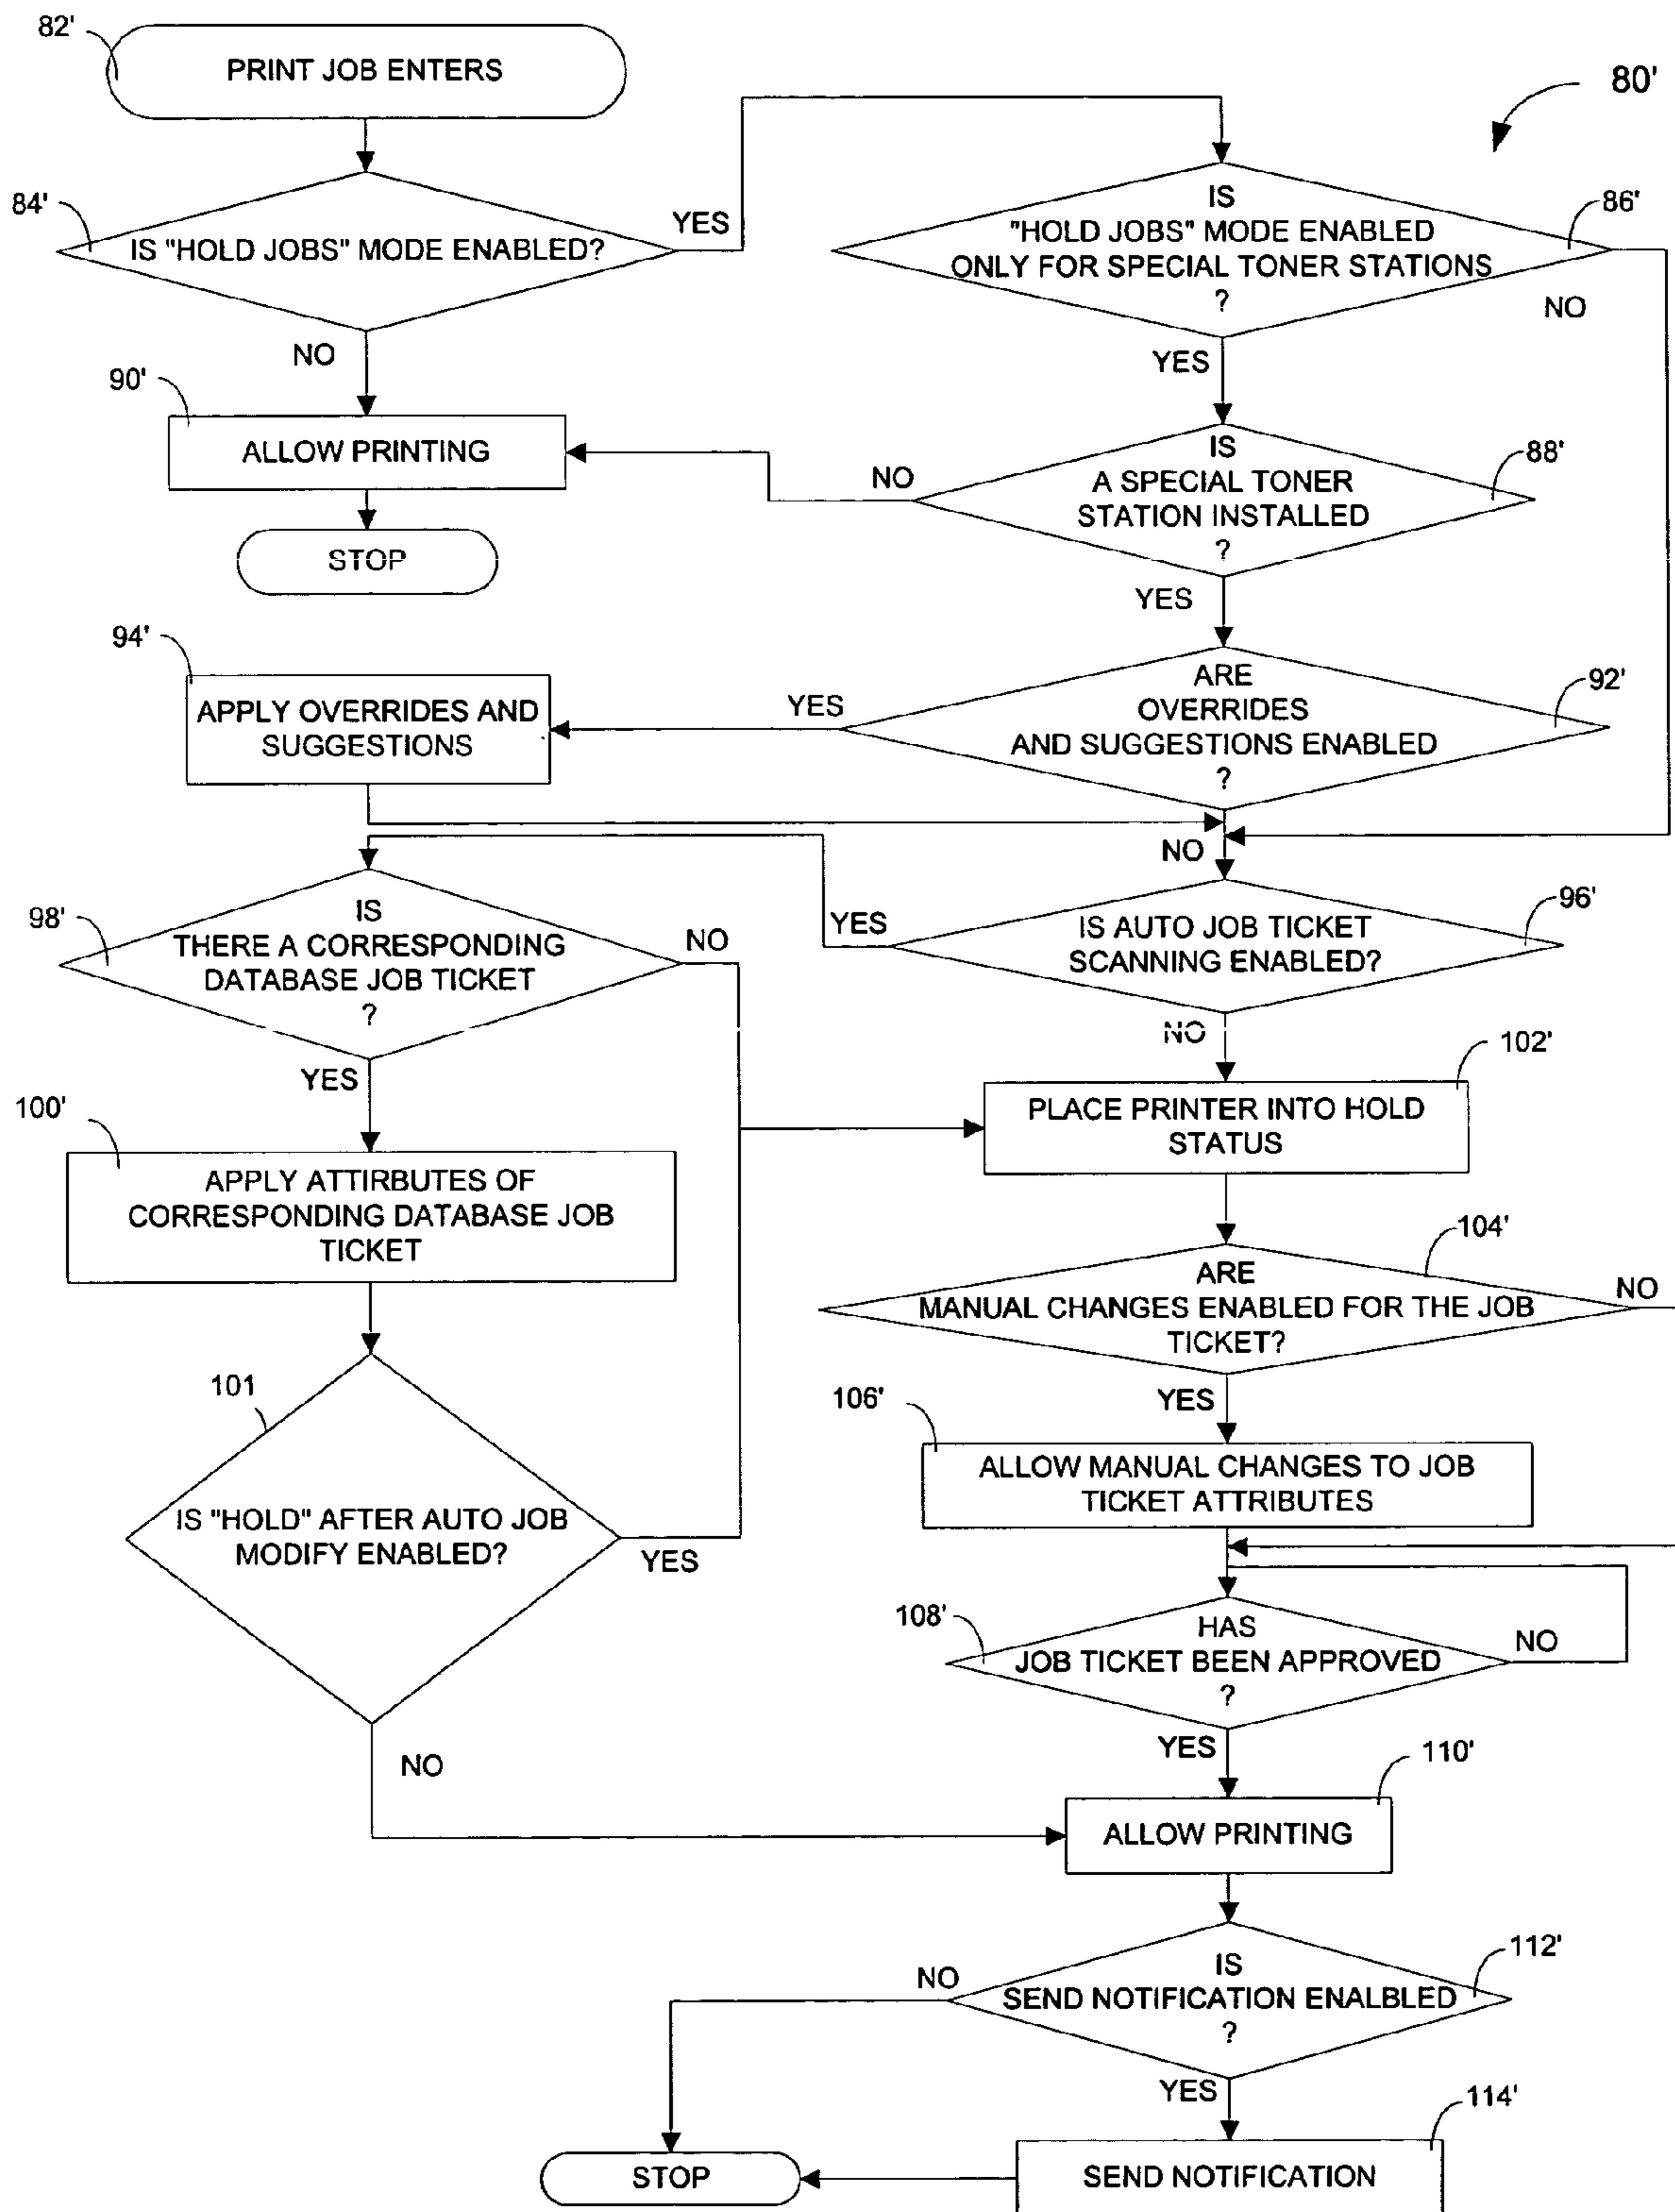 82'
PRINT JOB ENTERS
80'
84'
IS "HOLD JOBS" MODE ENABLED?
YES
NO
IS
"HOLD JOBS" MODE ENABLED
ONLY FOR SPECIAL TONER STATIONS
?
86'
NO
YES
90'
ALLOW PRINTING
STOP
IS
A SPECIAL TONER
STATION INSTALLED
?
88'
NO
YES
94'
APPLY OVERRIDES AND
SUGGESTIONS
YES
ARE
OVERRIDES
AND SUGGESTIONS ENABLED
?
92'
NO
98'
IS
THERE A CORRESPONDING
DATABASE JOB TICKET
?
NO
YES
YES
IS AUTO JOB TICKET
SCANNING ENABLED?
96'
NO
102'
PLACE PRINTER INTO HOLD
STATUS
100'
APPLY ATTIRBUTES OF
CORRESPONDING DATABASE JOB
TICKET
104'
ARE
MANUAL CHANGES ENABLED FOR THE JOB
TICKET?
NO
YES
101
IS "HOLD" AFTER AUTO JOB
MODIFY ENABLED?
YES
NO
106'
ALLOW MANUAL CHANGES TO JOB
TICKET ATTRIBUTES
108'
HAS
JOB TICKET BEEN APPROVED
?
NO
YES
110'
ALLOW PRINTING
IS
SEND NOTIFICATION ENALBLED
?
112'
NO
YES
114'
STOP
SEND NOTIFICATION